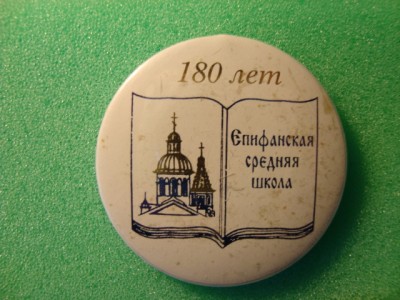 180 лет
Епифанская
средняя
школа